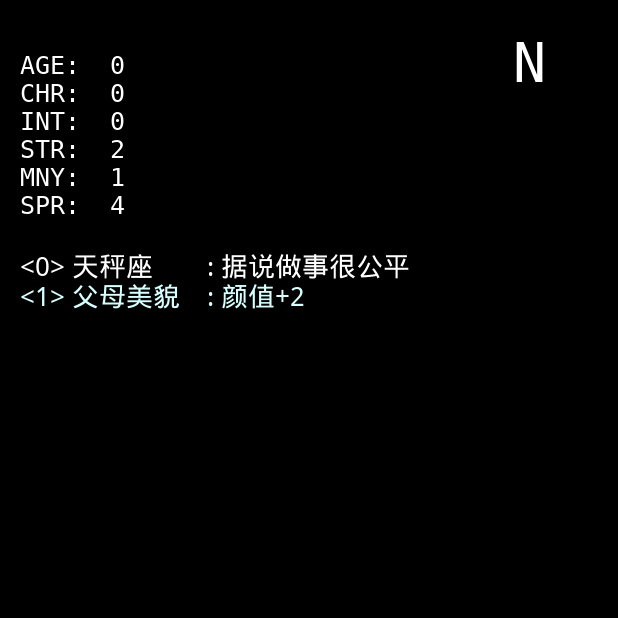 N
AGE: 0
CHR: 0
INT: 0
STR: 2
MNY: 1
SPR: 4
<0> 天秤座 : 据说做事很公平
<1> 父母美貌 : 颜值+2